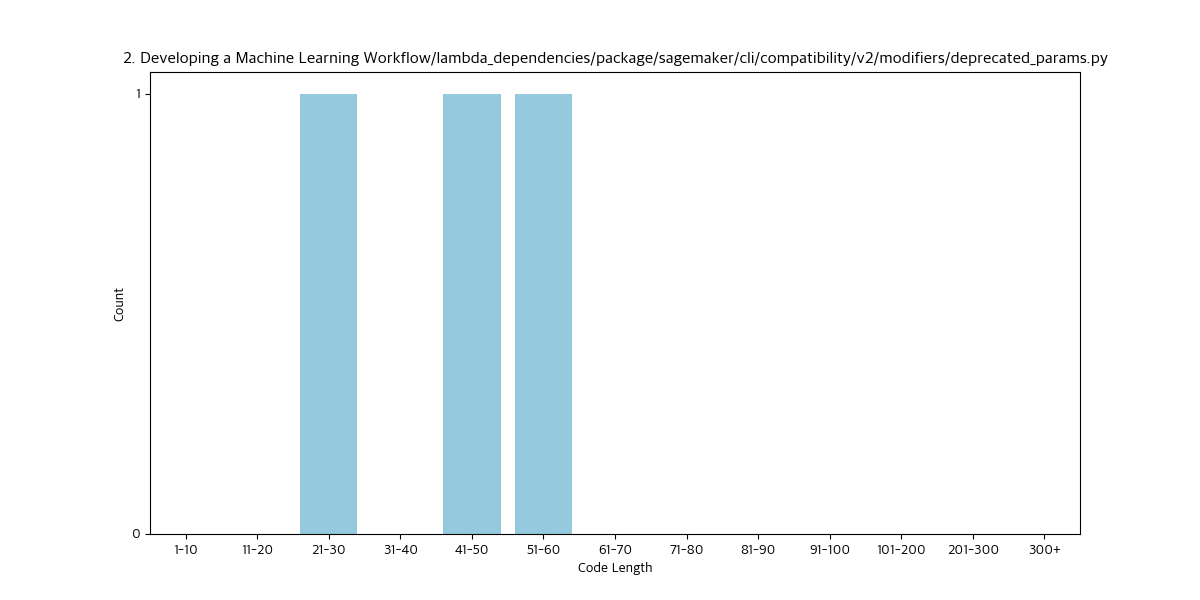 2. Developing a Machine Learning Workflow/lambda_dependencies/package/sagemaker/cli/compatibility/v2/modifiers/deprecated_params.py
1
Count
0
1-10 11-20 21-30 31-40 41-50 51-60 61-70 71-80 81-90 91-100 101-200 201-300 300+
Code Length